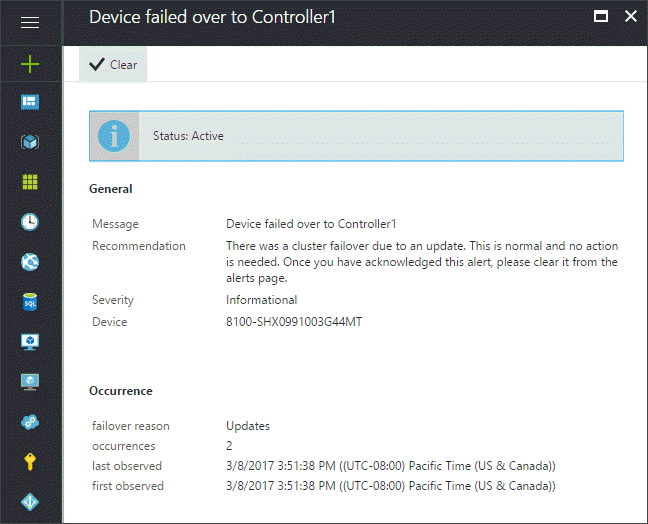 Device failed over to Controller1
Clear
Status: Active
General
Message Device failed over to Controller1
Recommendation There was a cluster failover due to an update. This is normal and no action
is needed. Once you have acknowledged this alert, please clear it from the
alerts page.
Severity Informational
Device 8100-SHX0991003G44MT
Occurrence
failover reason Updates
occurrences 2
last observed 3/8/2017 3:51:38 PM ((UTC-08:00) Pacific Time (US & Canada))
first observed 3/8/2017 3:51:38 PM ((UTC-08:00) Pacific Time (US & Canada))
SQL